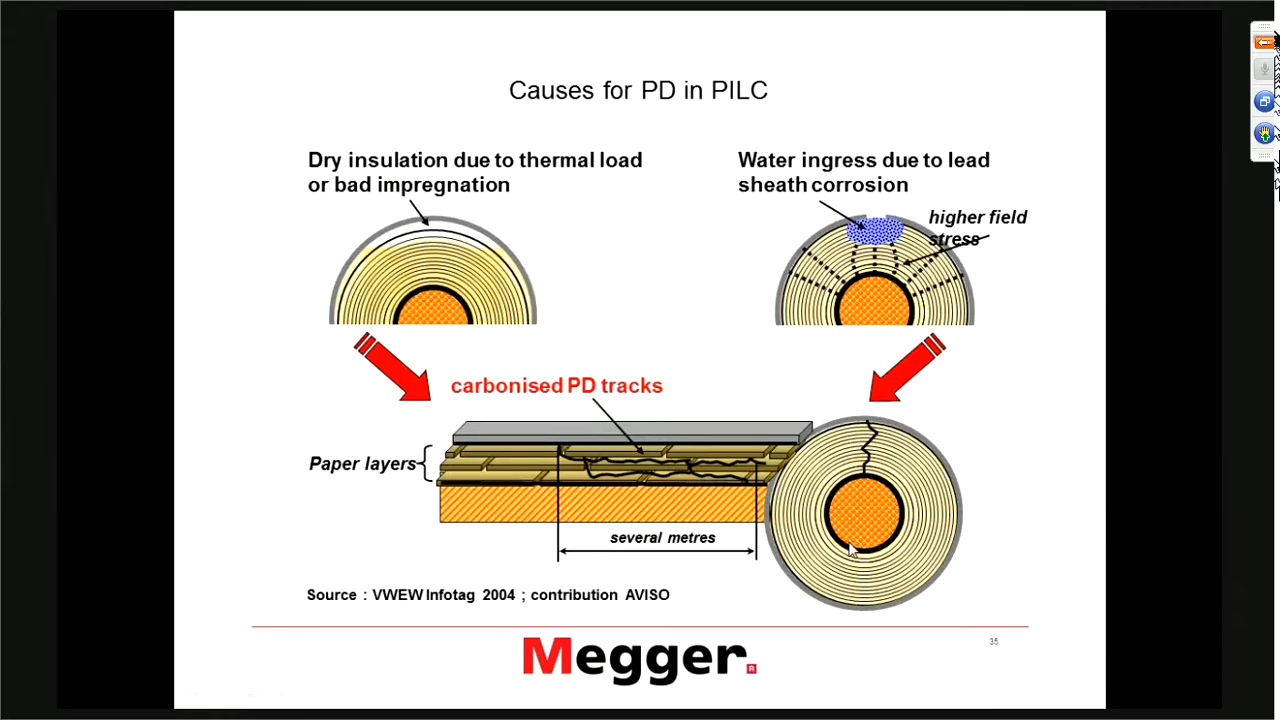 Causes for PD in PILC
Dry insulation due to thermal load
or bad impregnation
Water ingress due to lead
sheath corrosion
higher field
stress
carbonised PD tracks
Paper layers
several metres
Source : VWEW Infotag 2004 ; contribution AVISO
Megger
R
35